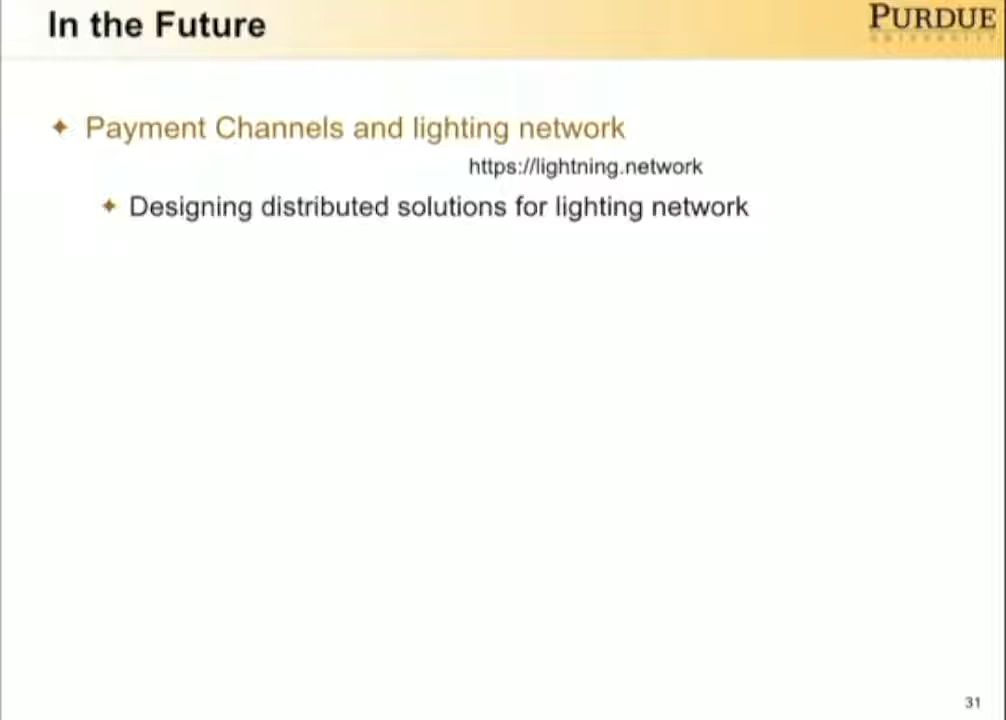 In the Future
PURDUE
UNIVERSITY
Payment Channels and lighting network
https://lightning.network
Designing distributed solutions for lighting network
31